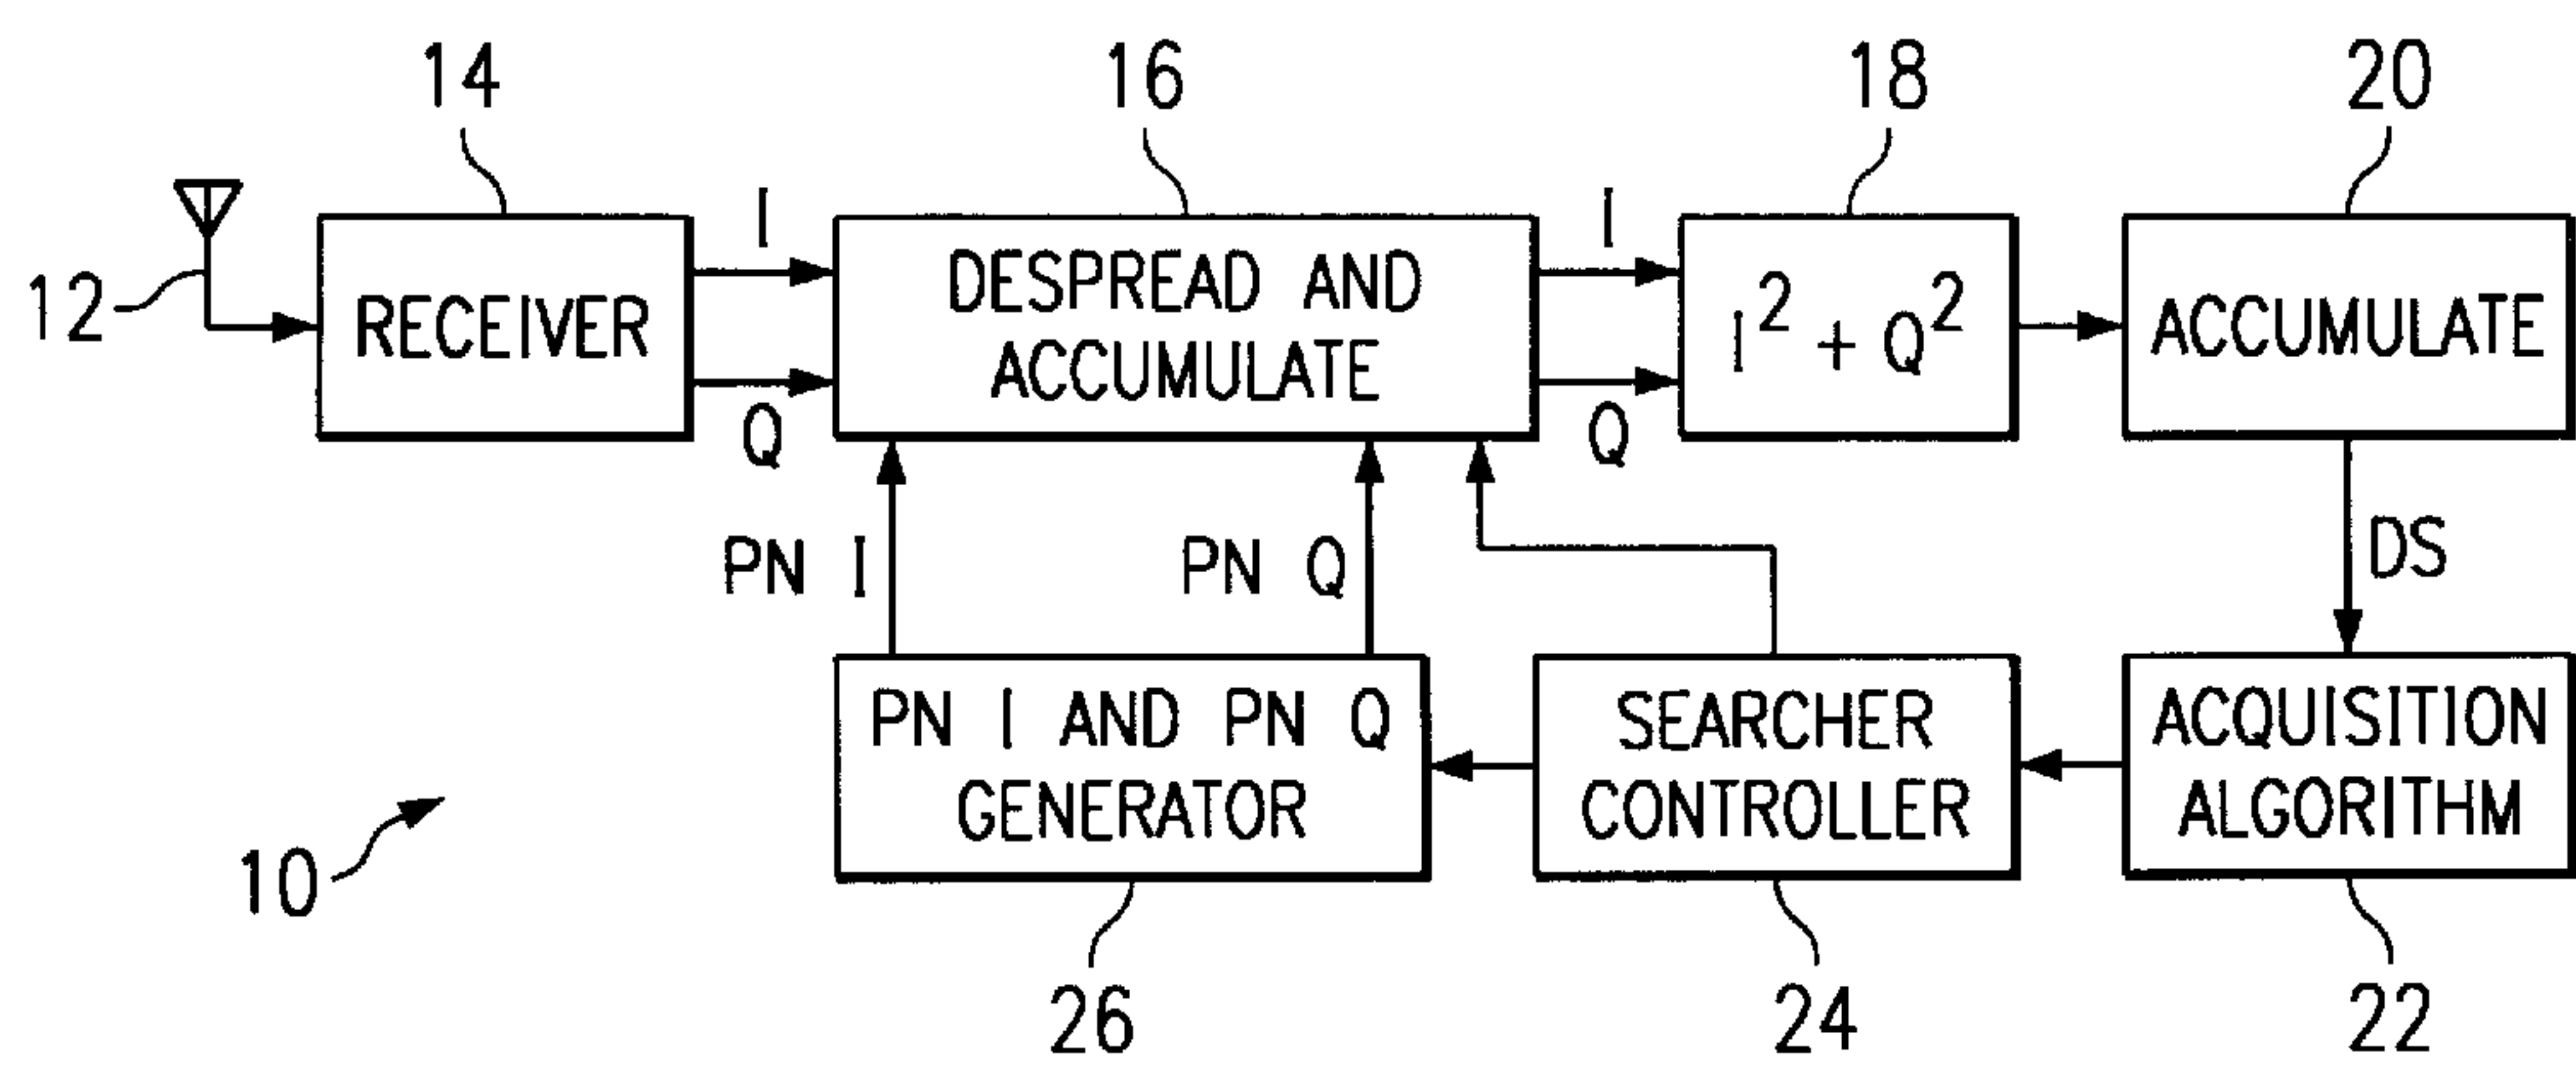 14
16
18
20
12
RECEIVER
I
Q
DESPREAD AND
ACCUMULATE
I
Q
I² + Q²
ACCUMULATE
PN I
PN Q
DS
10
PN I AND PN Q
GENERATOR
SEARCHER
CONTROLLER
ACQUISITION
ALGORITHM
26
24
22